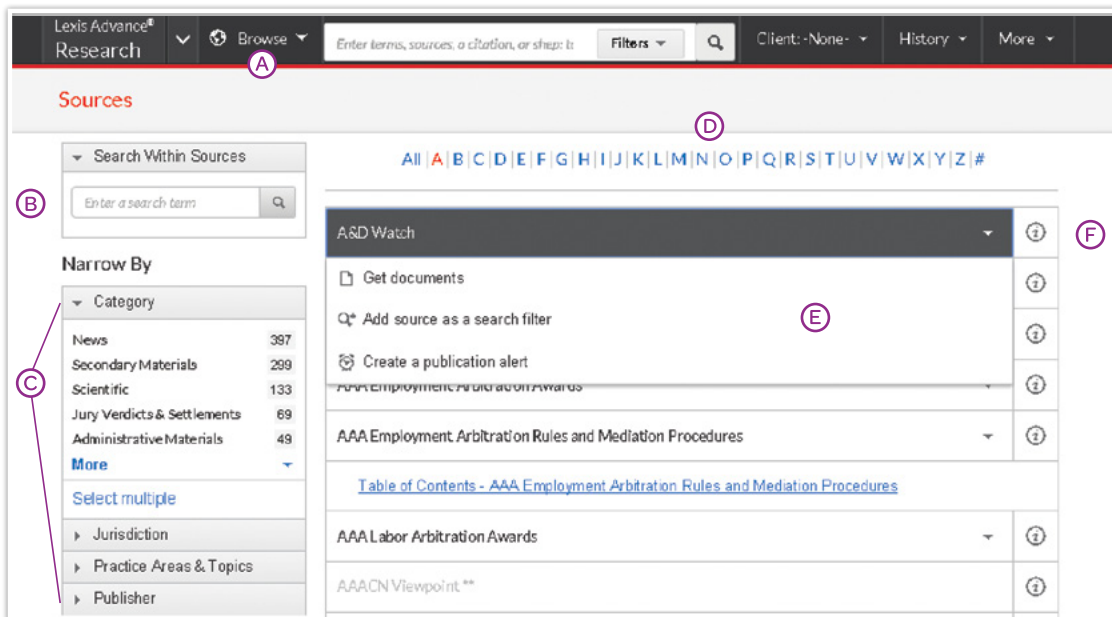 Lexis Advance®
Research
Browse
Enter terms, sources, a citation, or shep: to
Filters
Client: -None-
History
More
A
Sources
D
Search Within Sources
All | A | B | C | D | E | F | G | H | I | J | K | L | M | N | O | P | Q | R | S | T | U | V | W | X | Y | Z | #
B
Enter a search term
A&D Watch
F
Narrow By
Get documents
Category
Add source as a search filter
E
News 397
Create a publication alert
Secondary Materials 299
C
Scientific 133
AAA Employment Arbitration Awards
Jury Verdicts & Settlements 69
Administrative Materials 49
AAA Employment Arbitration Rules and Mediation Procedures
More
Select multiple
Table of Contents - AAA Employment Arbitration Rules and Mediation Procedures
Jurisdiction
AAA Labor Arbitration Awards
Practice Areas & Topics
AAACN Viewpoint **
Publisher